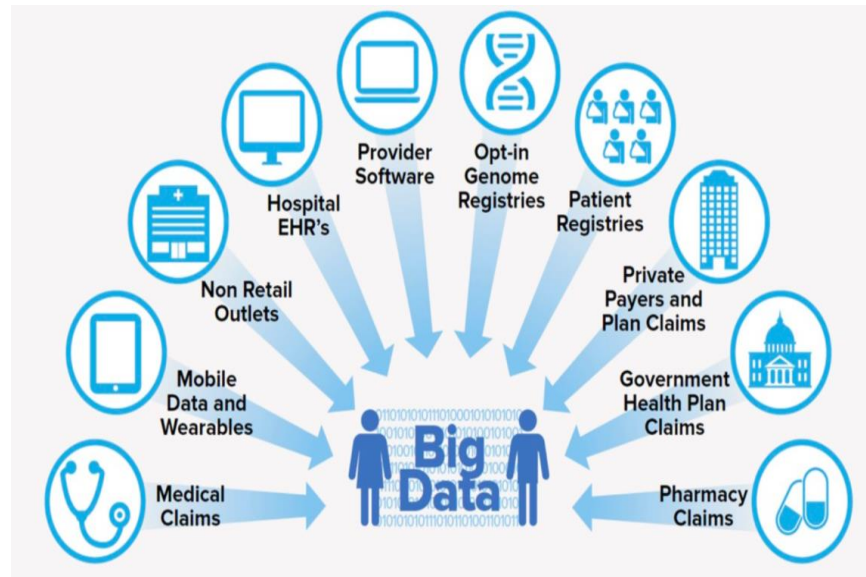 Provider
Software
Opt-in
Genome
Registries
Hospital
EHR's
Patient
Registries
Non Retail
Outlets
Private
Payers and
Plan Claims
Mobile
Data and
Wearables
Government
Health Plan
Claims
Medical
Claims
Big
Data
Pharmacy
Claims